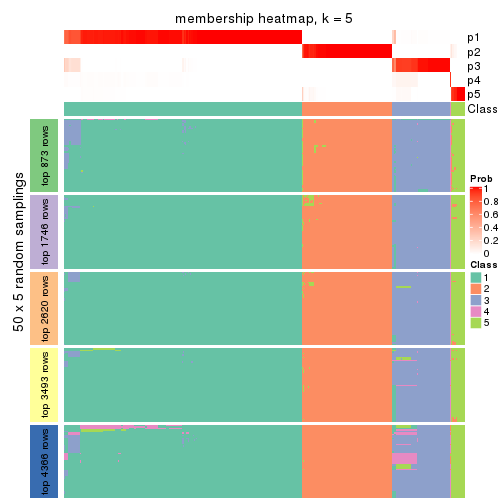 membership heatmap, k = 5
p1
p2
p3
p4
p5
Class
50 x 5 random samplings
top 873 rows
top 1746 rows
top 2620 rows
top 3493 rows
top 4366 rows
Prob
1
0.8
0.6
0.4
0.2
0
Class
1
2
3
4
5